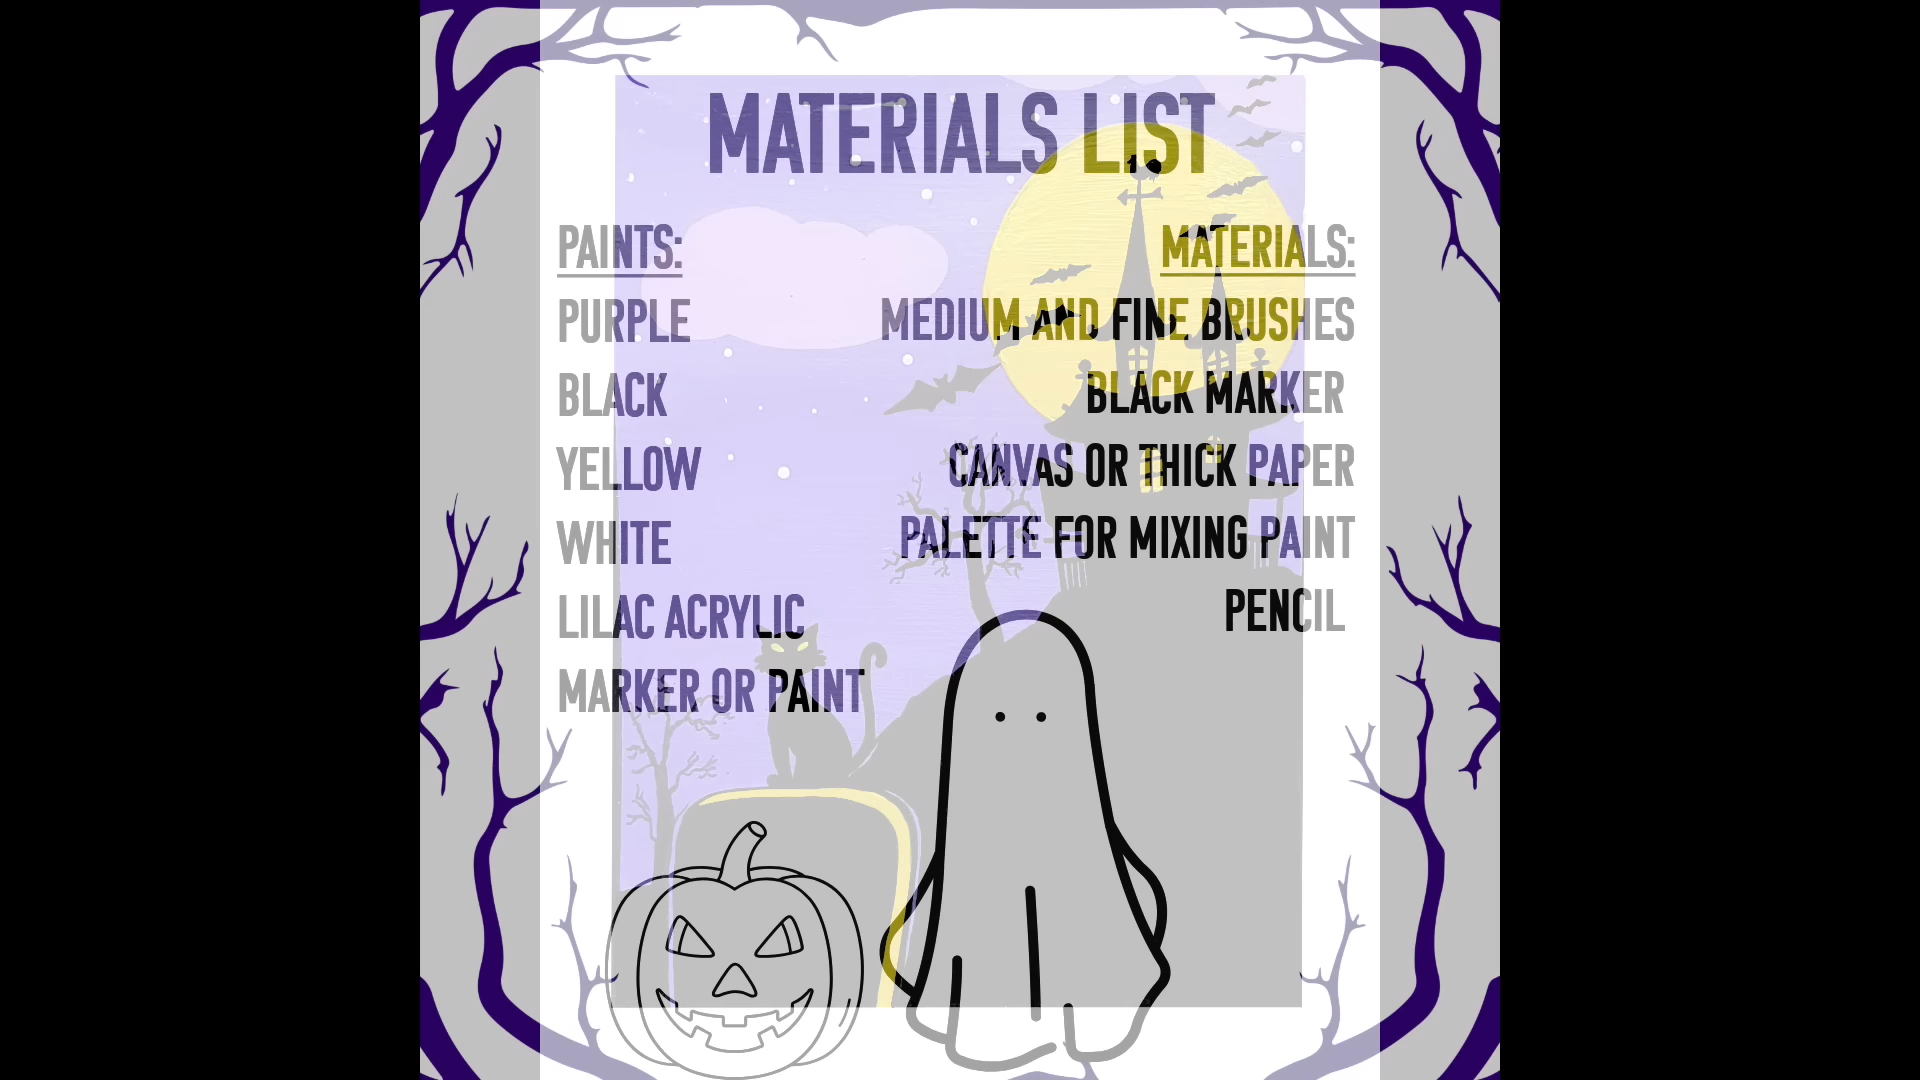 MATERIALS LIST
PAINTS:
PURPLE
BLACK
YELLOW
WHITE
LILAC ACRYLIC
MARKER OR PAINT
MATERIALS:
MEDIUM AND FINE BRUSHES
BLACK MARKER
CANVAS OR THICK PAPER
PALETTE FOR MIXING PAINT
PENCIL